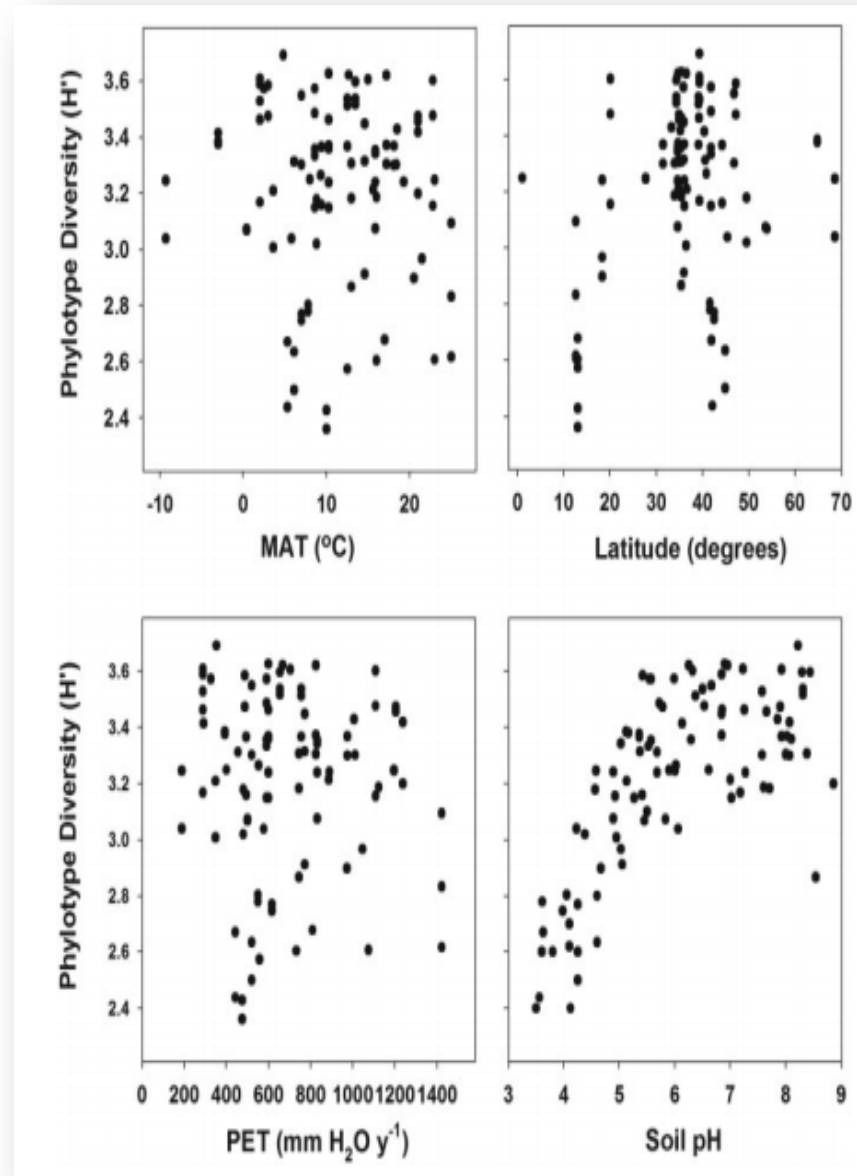 Phylotype Diversity (H')
3.6
3.4
3.2
3.0
2.8
2.6
2.4
-10 0 10 20
MAT (°C)
0 10 20 30 40 50 60 70
Latitude (degrees)
Phylotype Diversity (H')
3.6
3.4
3.2
3.0
2.8
2.6
2.4
0 200 400 600 800 1000 1200 1400
PET (mm H₂O y⁻¹)
3 4 5 6 7 8 9
Soil pH